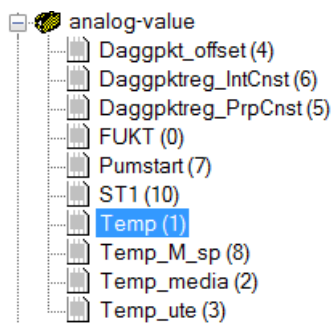 analog-value
Daggpkt_offset (4)
Daggpktreg_IntCnst (6)
Daggpktreg_PrpCnst (5)
FUKT (0)
Pumstart (7)
ST1 (10)
Temp (1)
Temp_M_sp (8)
Temp_media (2)
Temp_ute (3)